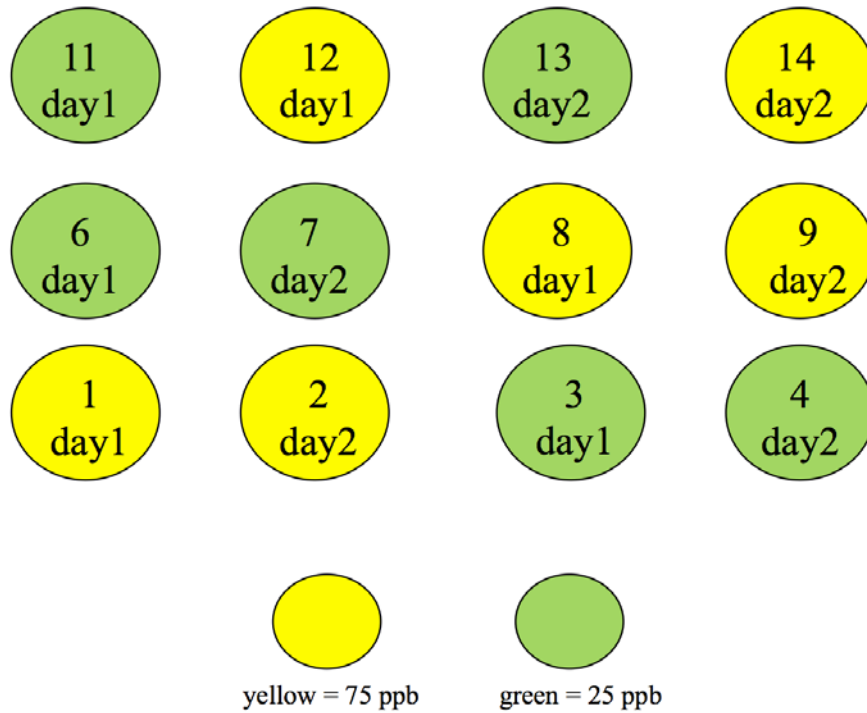 11
day1
12
day1
13
day2
14
day2
6
day1
7
day2
8
day1
9
day2
1
day1
2
day2
3
day1
4
day2
yellow = 75 ppb
green = 25 ppb